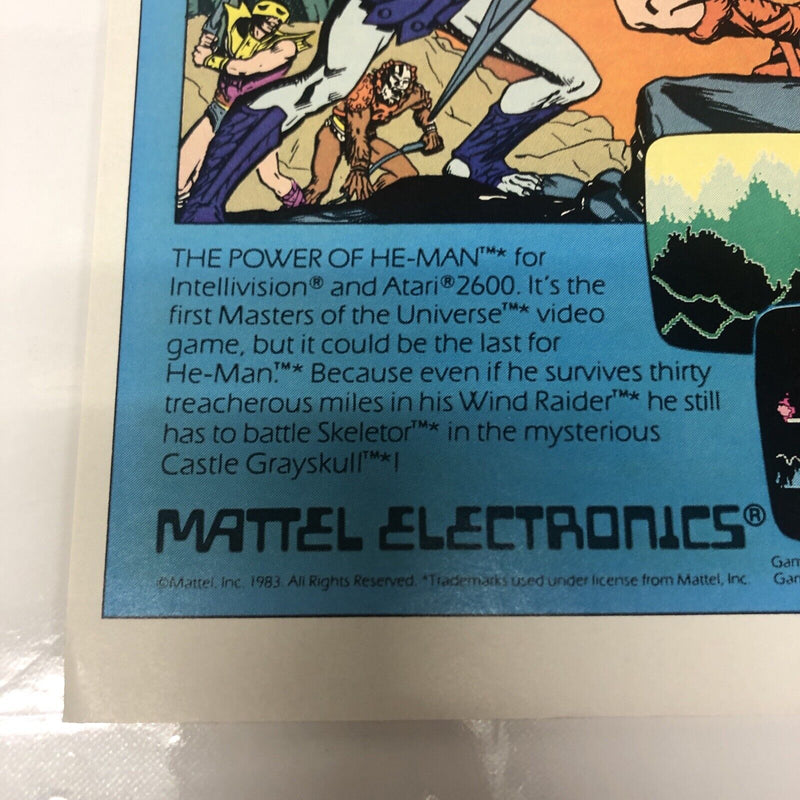 THE POWER OF HE-MAN™* for
Intellivision® and Atari® 2600. It's the
first Masters of the Universe™* video
game, but it could be the last for
He-Man.™* Because even if he survives thirty
treacherous miles in his Wind Raider™* he still
has to battle Skeletor™* in the mysterious
Castle Grayskull™*!
MATTEL ELECTRONICS®
©Mattel, Inc. 1983. All Rights Reserved. *Trademarks used under license from Mattel, Inc.